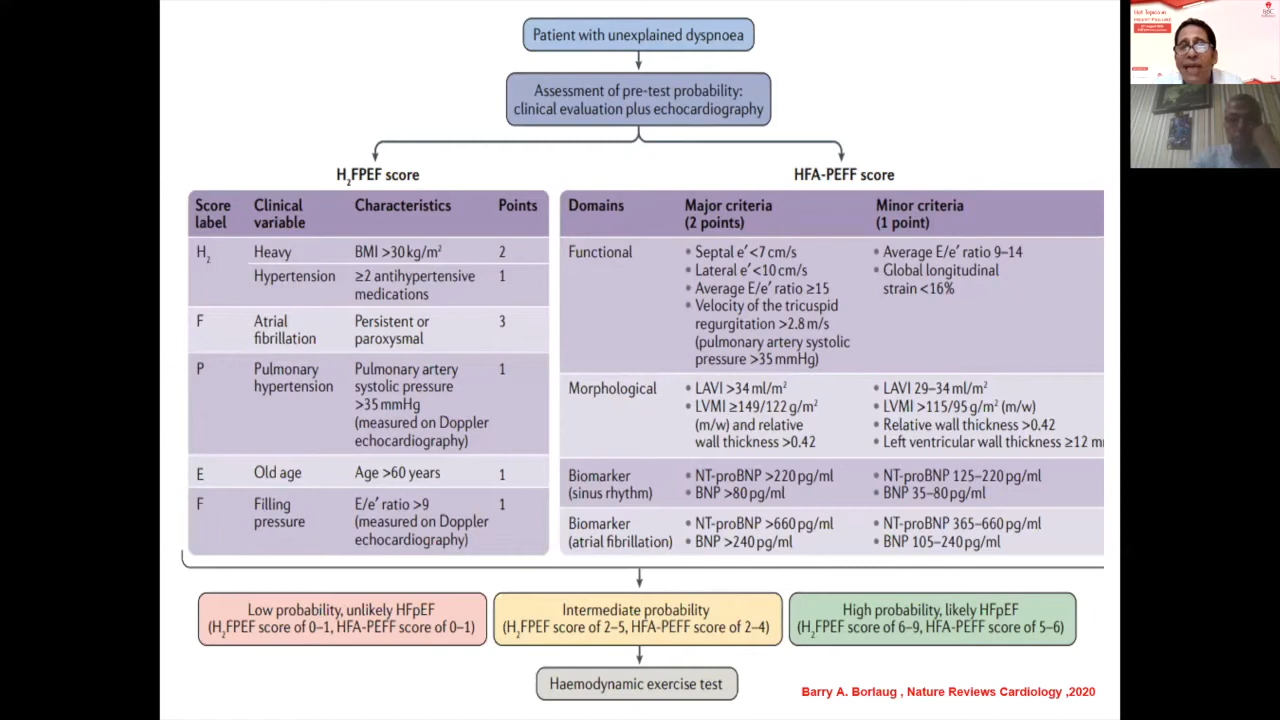 Patient with unexplained dyspnoea
Assessment of pre-test probability:
clinical evaluation plus echocardiography
H₂FPEF score
Score label
Clinical variable
Characteristics
Points
H₂
Heavy
BMI >30 kg/m²
2
Hypertension
≥2 antihypertensive medications
1
F
Atrial fibrillation
Persistent or paroxysmal
3
P
Pulmonary hypertension
Pulmonary artery systolic pressure >35 mmHg (measured on Doppler echocardiography)
1
E
Old age
Age >60 years
1
F
Filling pressure
E/e′ ratio >9 (measured on Doppler echocardiography)
1
HFA-PEFF score
Domains
Major criteria (2 points)
Minor criteria (1 point)
Functional
• Septal e′ <7 cm/s
• Lateral e′ <10 cm/s
• Average E/e′ ratio ≥15
• Velocity of the tricuspid
regurgitation >2.8 m/s
(pulmonary artery systolic
pressure >35 mmHg)
• Average E/e′ ratio 9–14
• Global longitudinal
strain <16%
Morphological
• LAVI >34 ml/m²
• LVMI ≥149/122 g/m²
(m/w) and relative
wall thickness >0.42
• LAVI 29–34 ml/m²
• LVMI >115/95 g/m² (m/w)
• Relative wall thickness >0.42
• Left ventricular wall thickness ≥12 m
Biomarker
(sinus rhythm)
• NT-proBNP >220 pg/ml
• BNP >80 pg/ml
• NT-proBNP 125–220 pg/ml
• BNP 35–80 pg/ml
Biomarker
(atrial fibrillation)
• NT-proBNP >660 pg/ml
• BNP >240 pg/ml
• NT-proBNP 365–660 pg/ml
• BNP 105–240 pg/ml
Low probability, unlikely HFpEF
(H₂FPEF score of 0–1, HFA-PEFF score of 0–1)
Intermediate probability
(H₂FPEF score of 2–5, HFA-PEFF score of 2–4)
High probability, likely HFpEF
(H₂FPEF score of 6–9, HFA-PEFF score of 5–6)
Haemodynamic exercise test
Barry A. Borlaug , Nature Reviews Cardiology ,2020
Hot Topics in
HEART FAILURE